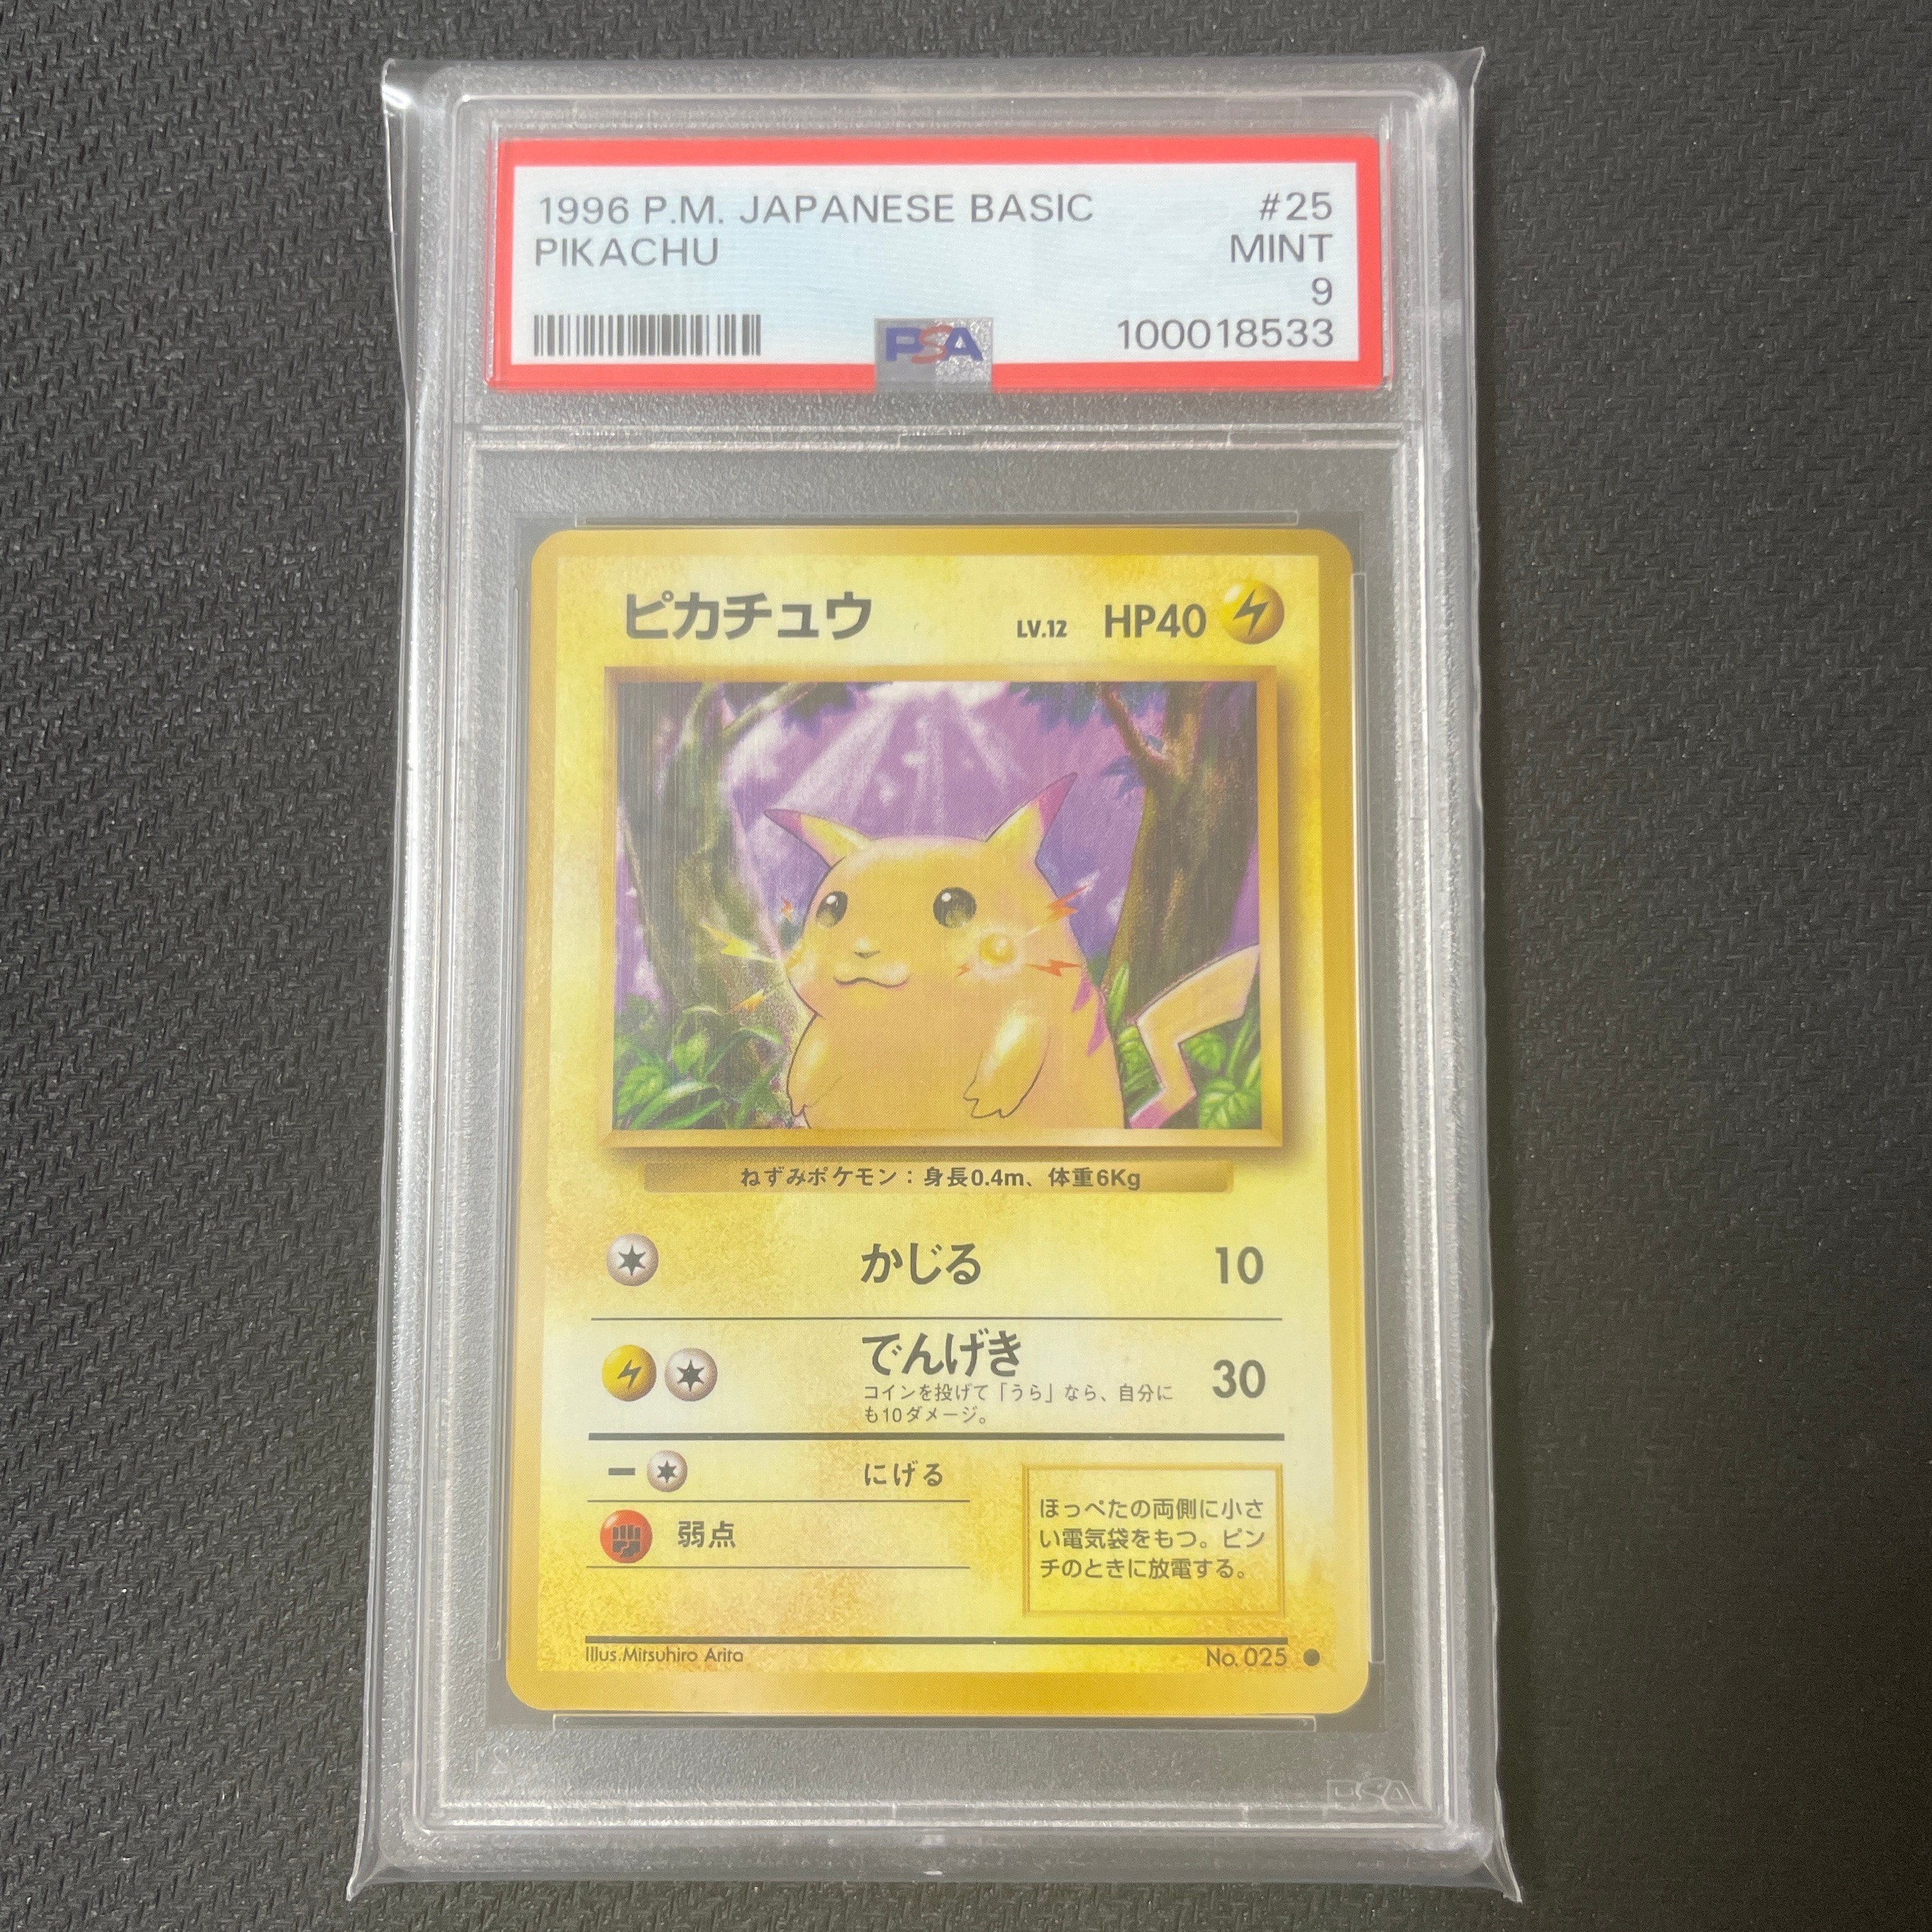 1996 P.M. JAPANESE BASIC #25
PIKACHU MINT
9
PSA 100018533
ピカチュウ LV.12 HP40
ねずみポケモン：身長0.4m、体重6Kg
かじる 10
でんげき 30
コインを投げて「うら」なら、自分に
も10ダメージ。
にげる
弱点
ほっぺたの両側に小さ
い電気袋をもつ。ピン
チのときに放電する。
Illus.Mitsuhiro Arita No.025 ●
PSA